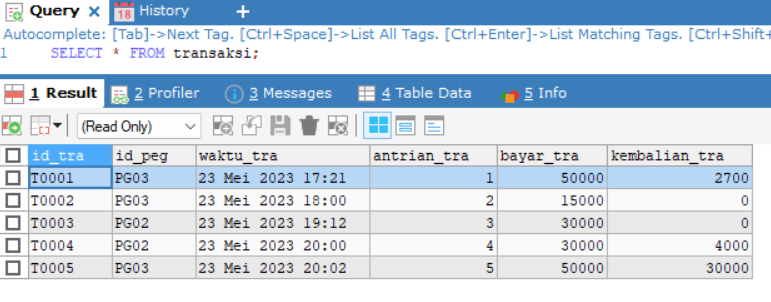 Query × 18 History +
Autocomplete: [Tab]->Next Tag. [Ctrl+Space]->List All Tags. [Ctrl+Enter]->List Matching Tags. [Ctrl+Shift+
1 SELECT * FROM transaksi;
1 Result 2 Profiler 3 Messages 4 Table Data 5 Info
(Read Only)
id_tra id_peg waktu_tra antrian_tra bayar_tra kembalian_tra
T0001 PG03 23 Mei 2023 17:21 1 50000 2700
T0002 PG03 23 Mei 2023 18:00 2 15000 0
T0003 PG02 23 Mei 2023 19:12 3 30000 0
T0004 PG02 23 Mei 2023 20:00 4 30000 4000
T0005 PG03 23 Mei 2023 20:02 5 50000 30000